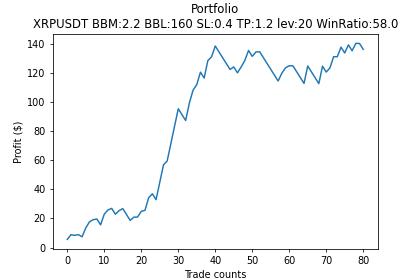 Portfolio
XRPUSDT BBM:2.2 BBL:160 SL:0.4 TP:1.2 lev:20 WinRatio:58.0
Profit ($)
140
120
100
80
60
40
20
0
0 10 20 30 40 50 60 70 80
Trade counts